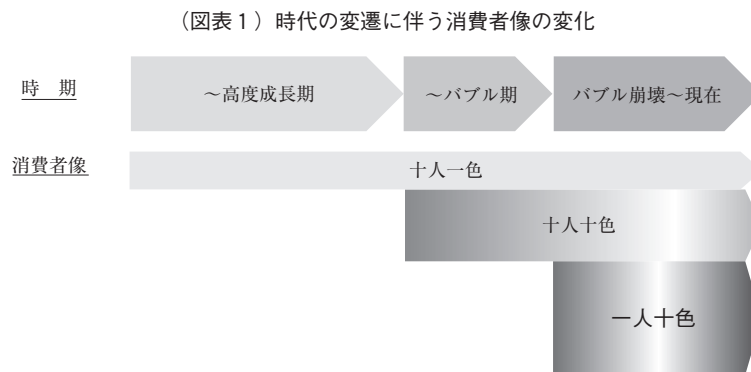 （図表１）時代の変遷に伴う消費者像の変化
時　期
～高度成長期
～バブル期
バブル崩壊～現在
消費者像
十人一色
十人十色
一人十色